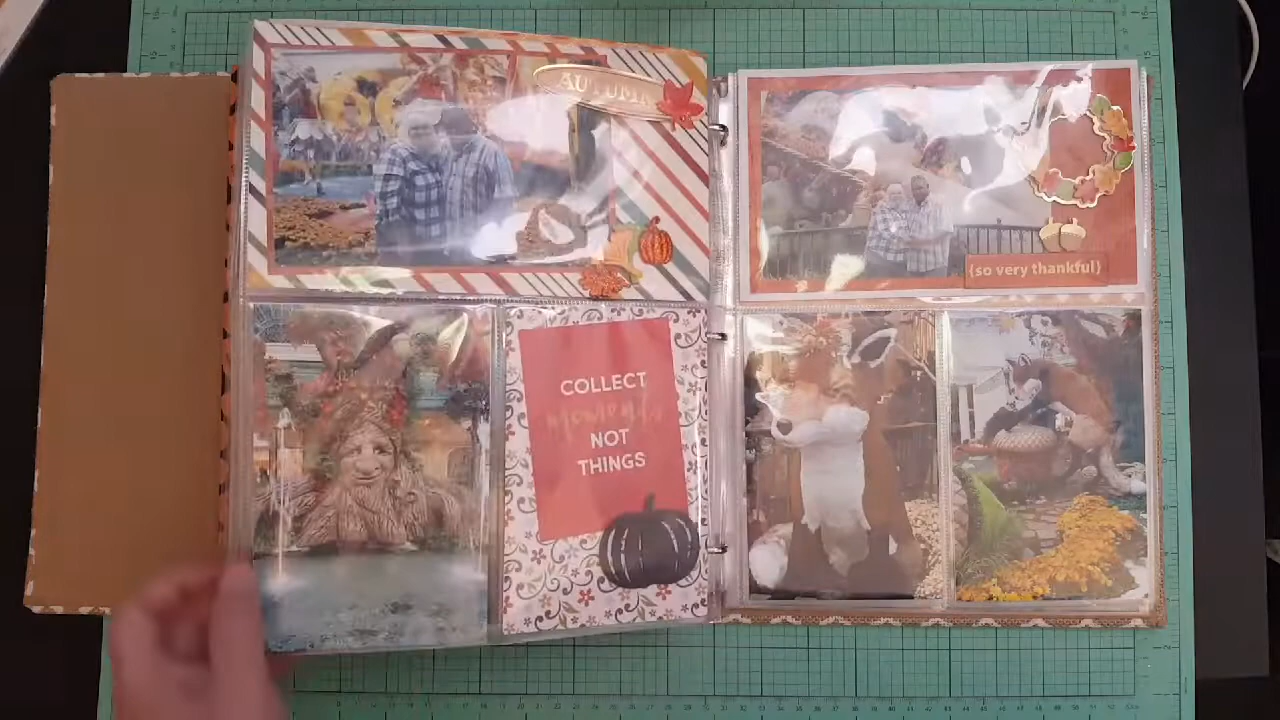 AUTUMN
{so very thankful}
COLLECT
moments
NOT
THINGS